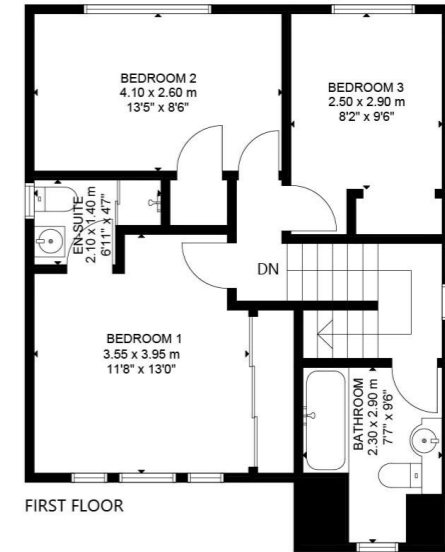 BEDROOM 2
4.10 x 2.60 m
13'5" x 8'6"
BEDROOM 3
2.50 x 2.90 m
8'2" x 9'6"
EN-SUITE
2.10 x 1.40 m
6'11" x 4'7"
DN
BEDROOM 1
3.55 x 3.95 m
11'8" x 13'0"
BATHROOM
2.30 x 2.90 m
7'7" x 9'6"
FIRST FLOOR